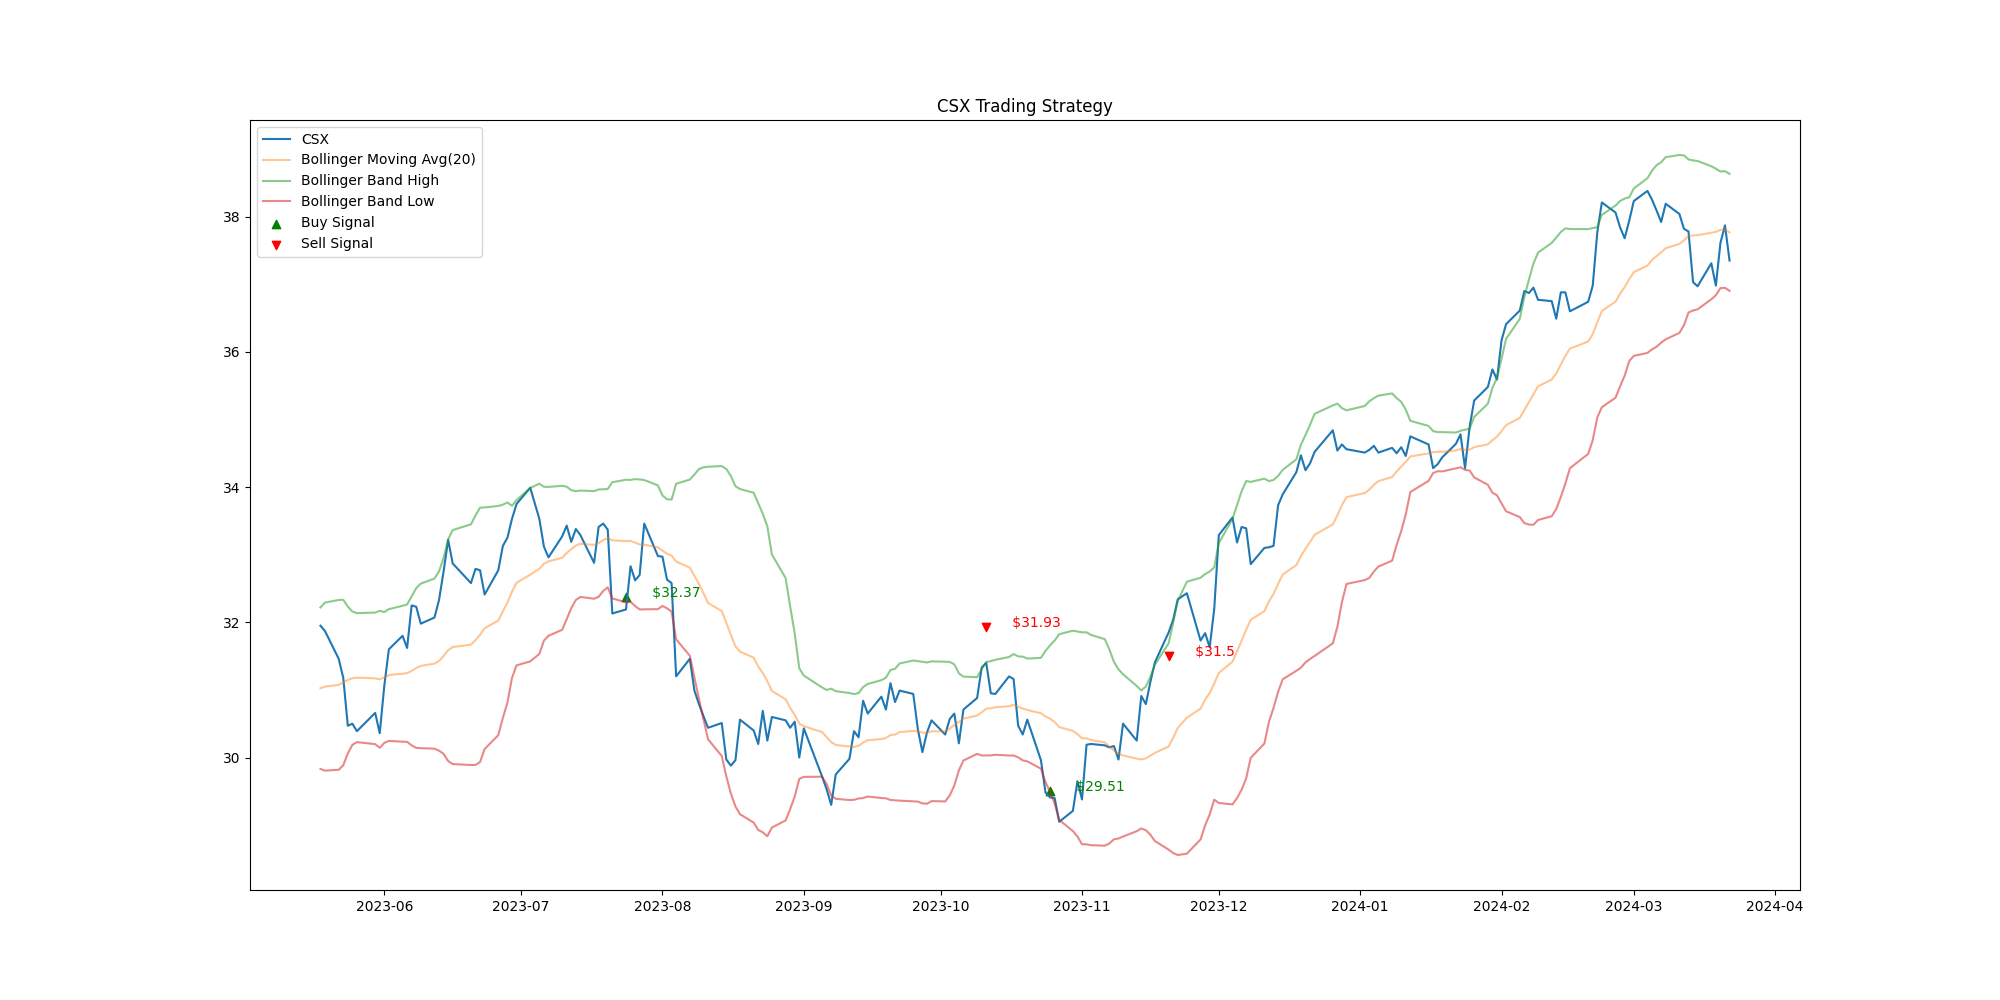 CSX Trading Strategy
CSX
Bollinger Moving Avg(20)
Bollinger Band High
Bollinger Band Low
Buy Signal
Sell Signal
38
36
34
32
30
$32.37
$31.93
$31.5
$29.51
2023-06 2023-07 2023-08 2023-09 2023-10 2023-11 2023-12 2024-01 2024-02 2024-03 2024-04